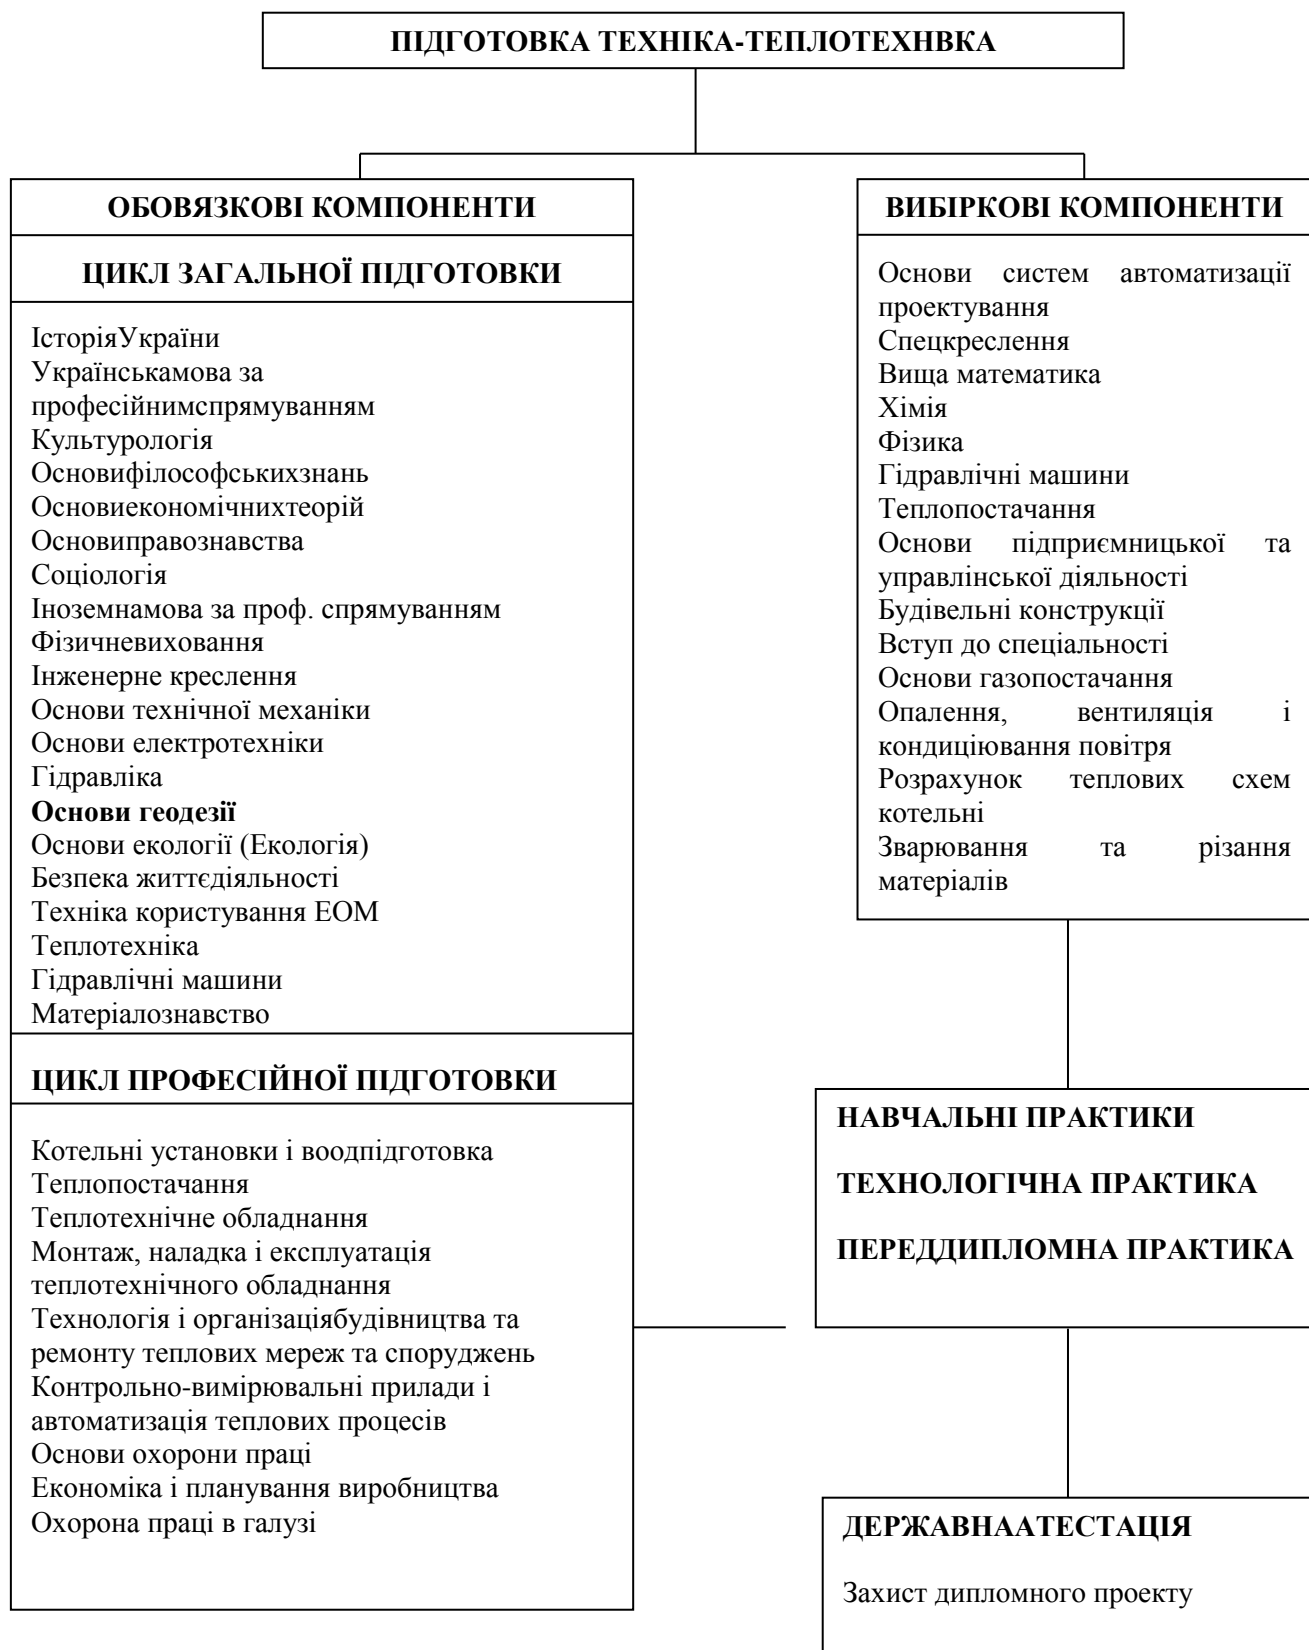 ПІДГОТОВКА ТЕХНІКА-ТЕПЛОТЕХНВКА
ОБОВЯЗКОВІ КОМПОНЕНТИ
ЦИКЛ ЗАГАЛЬНОЇ ПІДГОТОВКИ
ІсторіяУкраїни
Українськамова за
професійнимспрямуванням
Культурологія
Основифілософськихзнань
Основиекономічнихтеорій
Основиправознавства
Соціологія
Іноземнамова за проф. спрямуванням
Фізичневиховання
Інженерне креслення
Основи технічної механіки
Основи електротехніки
Гідравліка
Основи геодезії
Основи екології (Екологія)
Безпека життєдіяльності
Техніка користування ЕОМ
Теплотехніка
Гідравлічні машини
Матеріалознавство
ЦИКЛ ПРОФЕСІЙНОЇ ПІДГОТОВКИ
Котельні установки і воодпідготовка
Теплопостачання
Теплотехнічне обладнання
Монтаж, наладка і експлуатація
теплотехнічного обладнання
Технологія і організаціябудівництва та
ремонту теплових мереж та споруджень
Контрольно-вимірювальні прилади і
автоматизація теплових процесів
Основи охорони праці
Економіка і планування виробництва
Охорона праці в галузі
ВИБІРКОВІ КОМПОНЕНТИ
Основи систем автоматизації
проектування
Спецкреслення
Вища математика
Хімія
Фізика
Гідравлічні машини
Теплопостачання
Основи підприємницької та
управлінської діяльності
Будівельні конструкції
Вступ до спеціальності
Основи газопостачання
Опалення, вентиляція і
кондиціювання повітря
Розрахунок теплових схем
котельні
Зварювання та різання
матеріалів
НАВЧАЛЬНІ ПРАКТИКИ
ТЕХНОЛОГІЧНА ПРАКТИКА
ПЕРЕДДИПЛОМНА ПРАКТИКА
ДЕРЖАВНААТЕСТАЦІЯ
Захист дипломного проекту